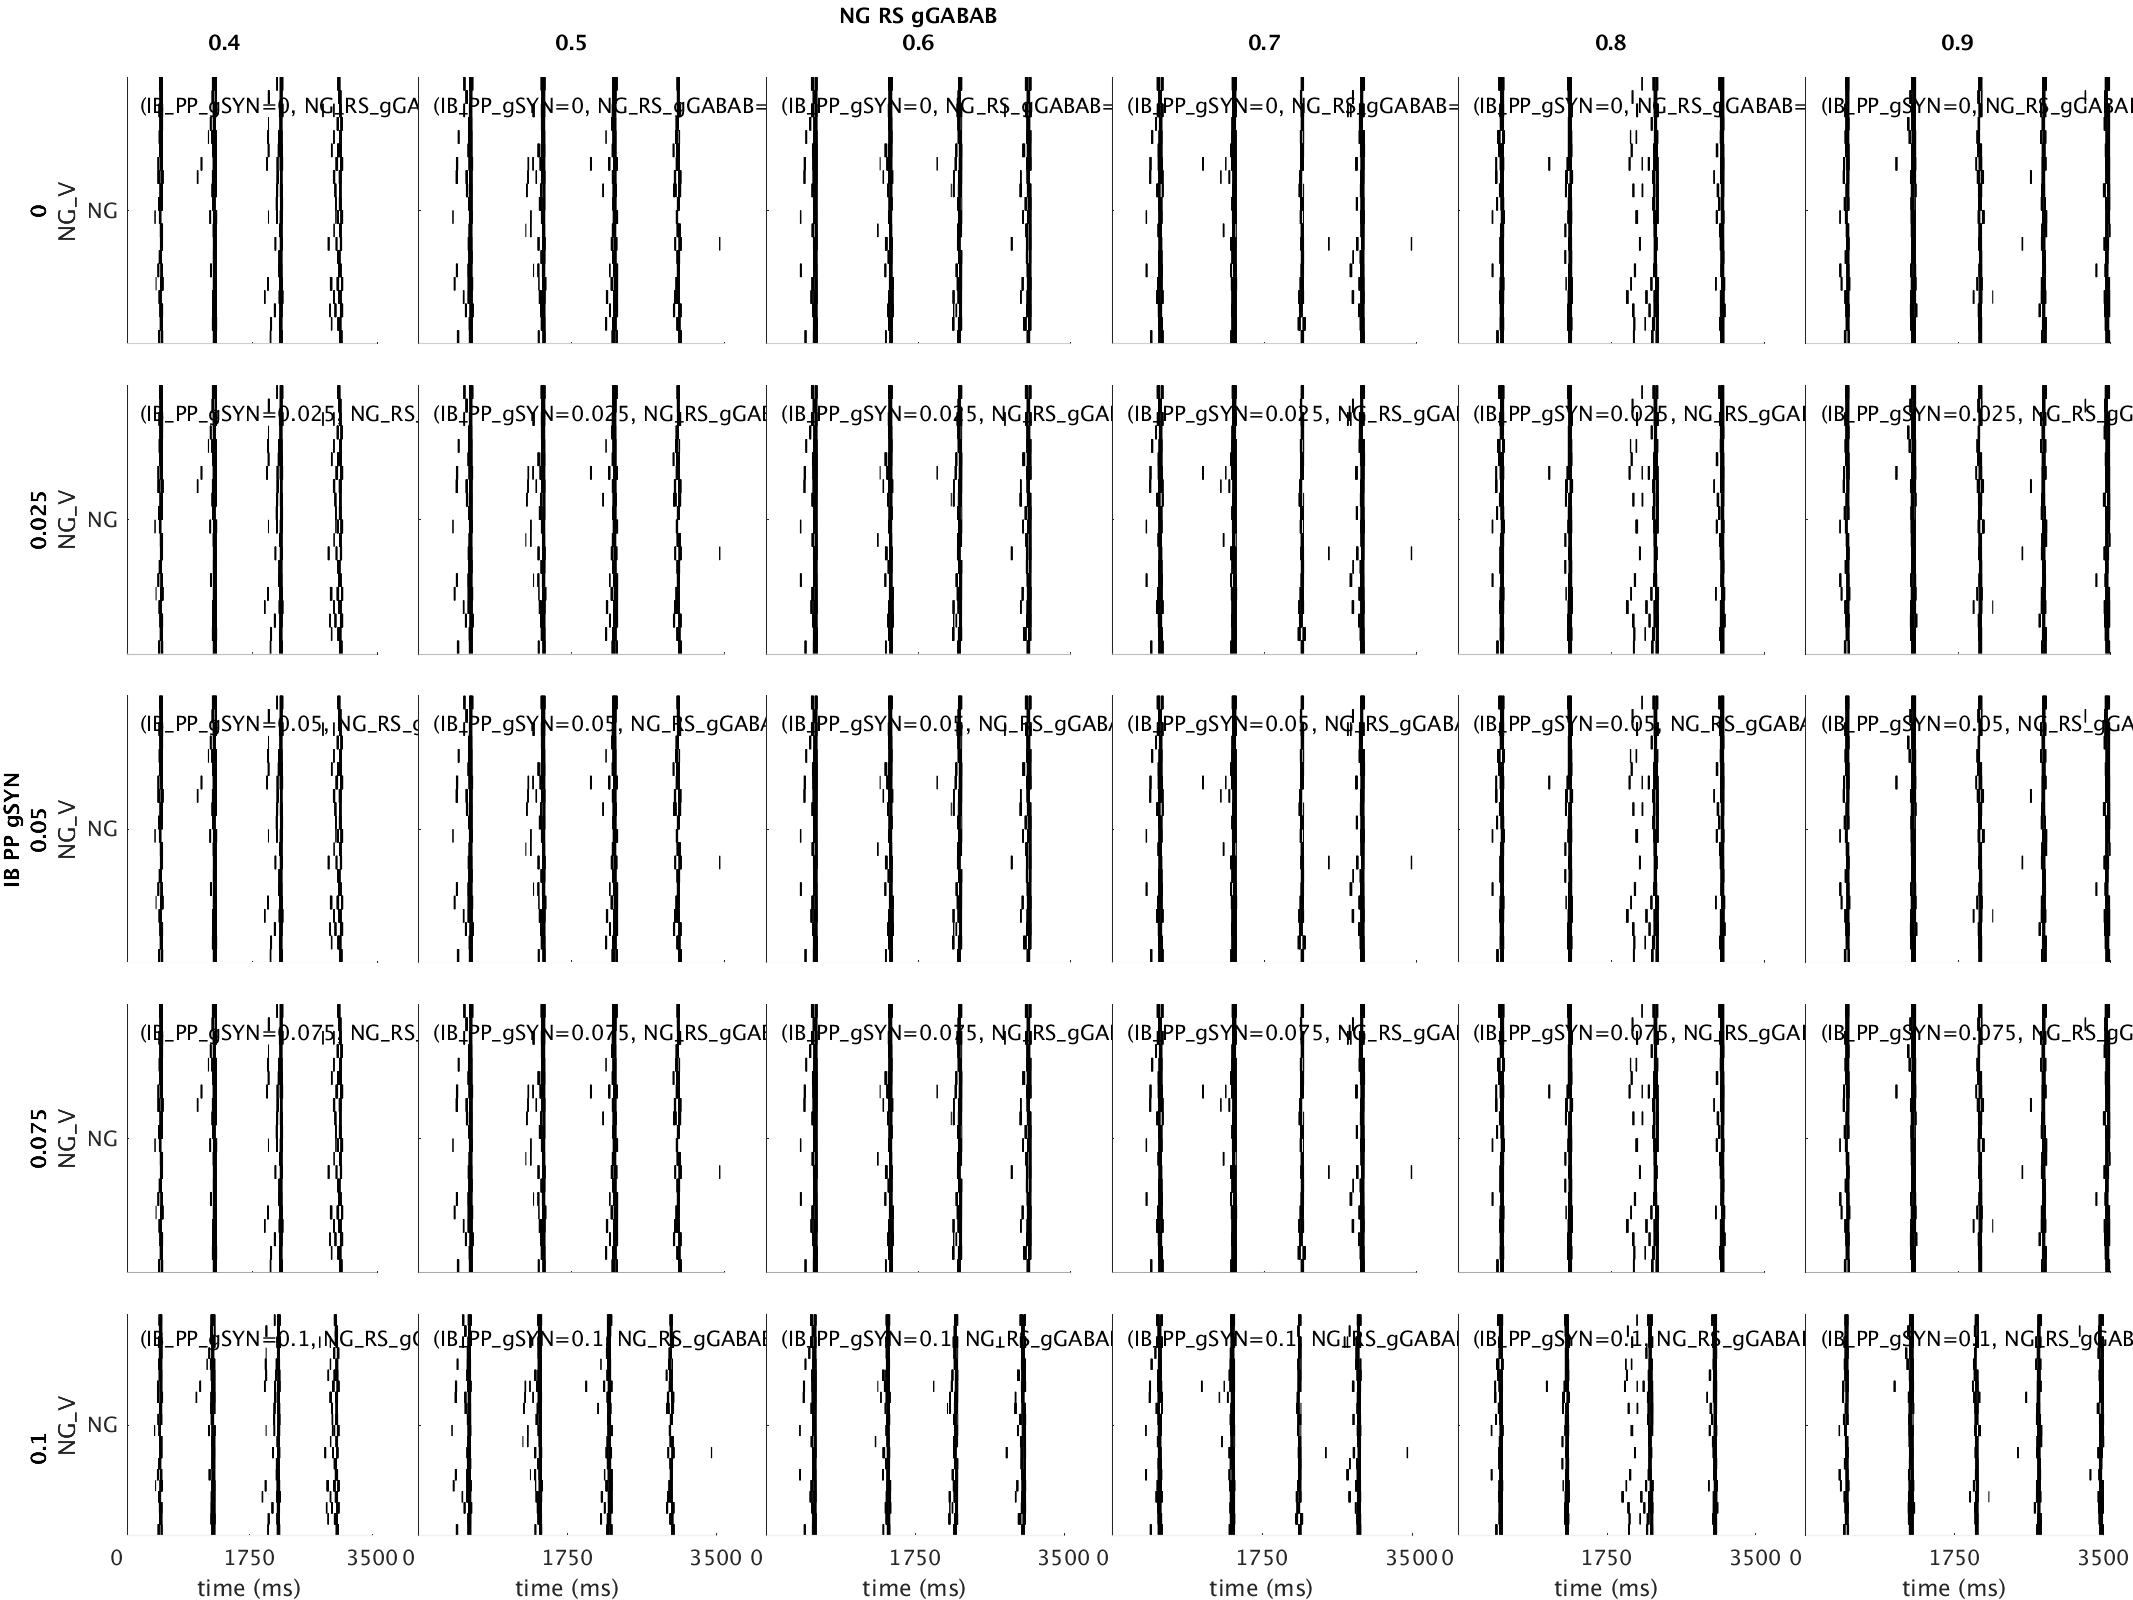 NG RS gGABAB
0.4 0.5 0.6 0.7 0.8 0.9
IB PP gSYN
0
NG_V
NG
(IB_PP_gSYN=0, NG_RS_gGA
(IB_PP_gSYN=0, NG_RS_gGABAB=
(IB_PP_gSYN=0, NG_RS_gGABAB=
(IB_PP_gSYN=0, NG_RS_gGABAB=
(IB_PP_gSYN=0, NG_RS_gGABAB=
(IB_PP_gSYN=0, NG_RS_gGABAI
0.025
NG_V
NG
(IB_PP_gSYN=0.025, NG_RS_
(IB_PP_gSYN=0.025, NG_RS_gGAE
(IB_PP_gSYN=0.025, NG_RS_gGAI
(IB_PP_gSYN=0.025, NG_RS_gGAI
(IB_PP_gSYN=0.025, NG_RS_gGAI
(IB_PP_gSYN=0.025, NG_RS_gG
0.05
NG_V
NG
(IB_PP_gSYN=0.05, NG_RS_g
(IB_PP_gSYN=0.05, NG_RS_gGABA
(IB_PP_gSYN=0.05, NG_RS_gGABA
(IB_PP_gSYN=0.05, NG_RS_gGABA
(IB_PP_gSYN=0.05, NG_RS_gGABA
(IB_PP_gSYN=0.05, NG_RS_gGA
0.075
NG_V
NG
(IB_PP_gSYN=0.075, NG_RS_
(IB_PP_gSYN=0.075, NG_RS_gGAE
(IB_PP_gSYN=0.075, NG_RS_gGAI
(IB_PP_gSYN=0.075, NG_RS_gGAI
(IB_PP_gSYN=0.075, NG_RS_gGAI
(IB_PP_gSYN=0.075, NG_RS_gG
0.1
NG_V
NG
(IB_PP_gSYN=0.1, NG_RS_gG
(IB_PP_gSYN=0.1, NG_RS_gGABAE
(IB_PP_gSYN=0.1, NG_RS_gGABAI
(IB_PP_gSYN=0.1, NG_RS_gGABAI
(IB_PP_gSYN=0.1, NG_RS_gGABAI
(IB_PP_gSYN=0.1, NG_RS_gGAB
0 1750 3500 0 1750 3500 0 1750 3500 0 1750 3500 0 1750 3500 0 1750 3500
time (ms) time (ms) time (ms) time (ms) time (ms) time (ms)